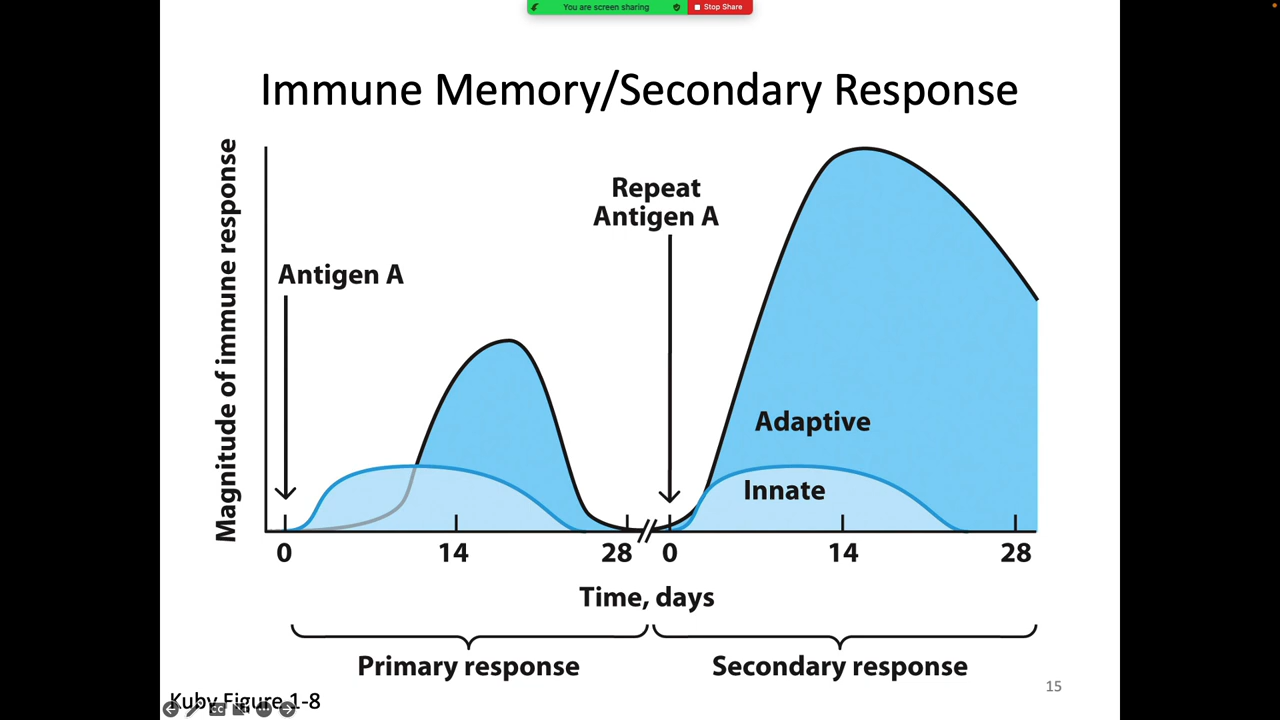 You are screen sharing
Stop Share
Immune Memory/Secondary Response
Magnitude of immune response
Antigen A
Repeat
Antigen A
Adaptive
Innate
0 14 28 0 14 28
Time, days
Primary response Secondary response
15
Kuby Figure 1-8
CC